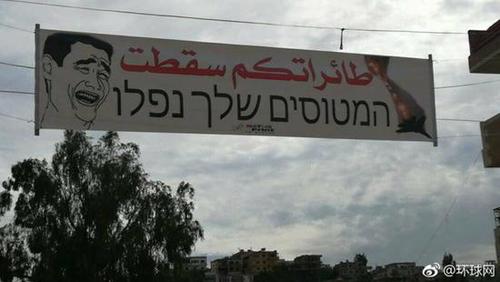 طائراتكم سقطت
המטוסים שלך נפלו
@环球网